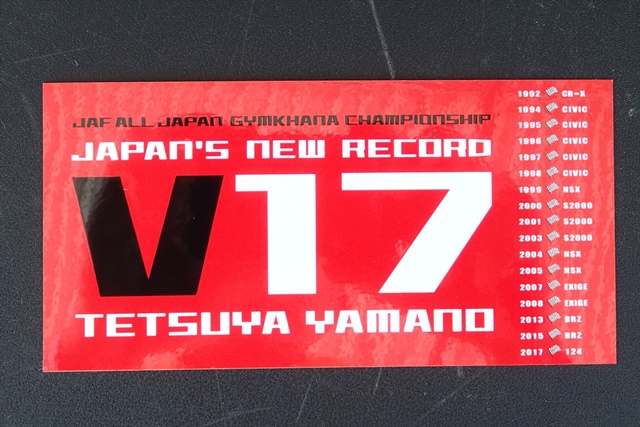 JAF ALL JAPAN GYMKHANA CHAMPIONSHIP
JAPAN'S NEW RECORD
V17
TETSUYA YAMANO
1992 CR-X
1994 CIVIC
1995 CIVIC
1996 CIVIC
1997 CIVIC
1998 CIVIC
1999 NSX
2000 S2000
2001 S2000
2003 S2000
2004 NSX
2005 NSX
2007 EXIGE
2008 EXIGE
2013 BRZ
2015 BRZ
2017 124